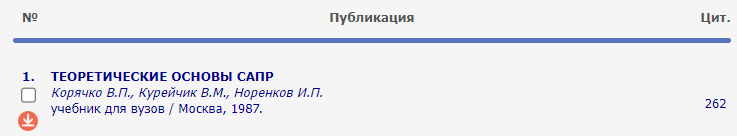 № Публикация Цит.
1. ТЕОРЕТИЧЕСКИЕ ОСНОВЫ САПР
Корячко В.П., Курейчик В.М., Норенков И.П.
учебник для вузов / Москва, 1987.
262